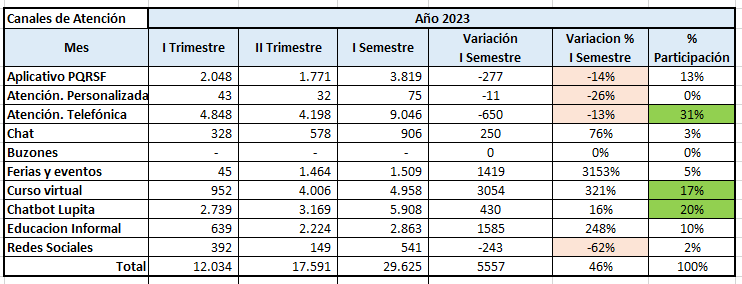 Canales de Atención Año 2023
Mes I Trimestre II Trimestre I Semestre Variación I Semestre Variacion % I Semestre % Participación
Aplicativo PQRSF 2.048 1.771 3.819 -277 -14% 13%
Atención. Personalizada 43 32 75 -11 -26% 0%
Atención. Telefónica 4.848 4.198 9.046 -650 -13% 31%
Chat 328 578 906 250 76% 3%
Buzones - - - 0 0% 0%
Ferias y eventos 45 1.464 1.509 1419 3153% 5%
Curso virtual 952 4.006 4.958 3054 321% 17%
Chatbot Lupita 2.739 3.169 5.908 430 16% 20%
Educacion Informal 639 2.224 2.863 1585 248% 10%
Redes Sociales 392 149 541 -243 -62% 2%
Total 12.034 17.591 29.625 5557 46% 100%